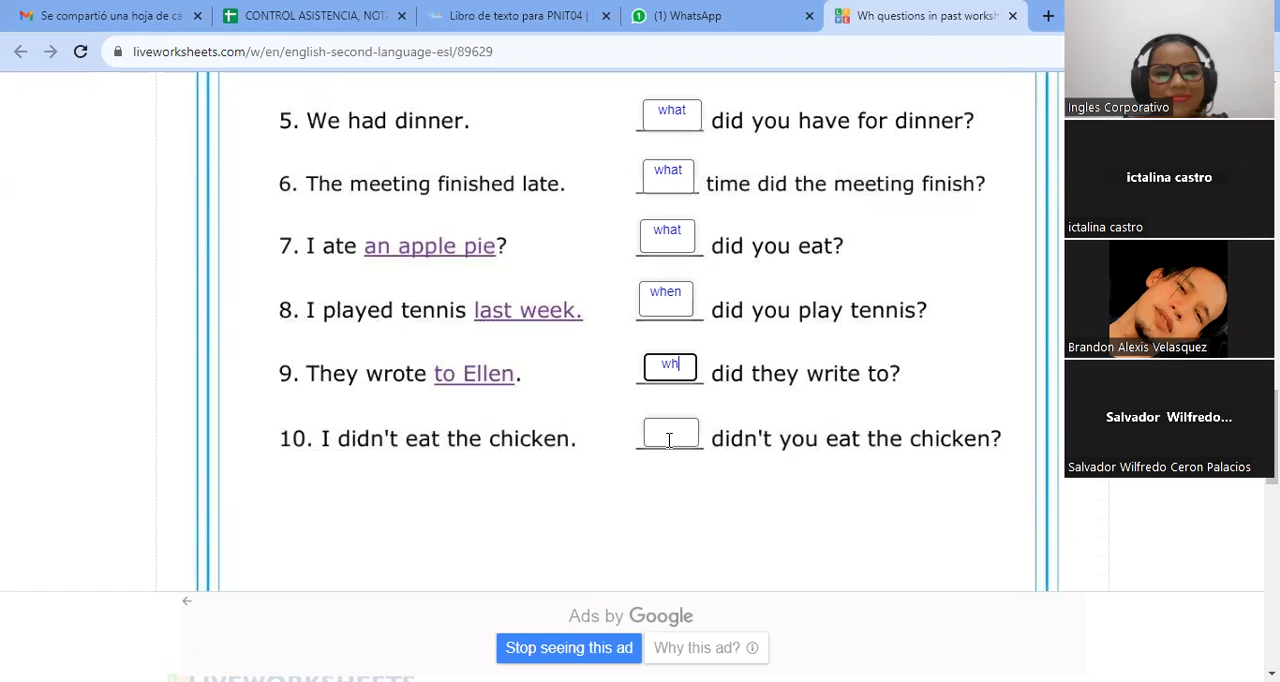 Se compartió una hoja de cá
CONTROL ASISTENCIA, NOTA
Libro de texto para PNIT04 |
(1) WhatsApp
Wh questions in past worksh
liveworksheets.com/w/en/english-second-language-esl/89629
5. We had dinner. what did you have for dinner?
6. The meeting finished late. what time did the meeting finish?
7. I ate an apple pie? what did you eat?
8. I played tennis last week. when did you play tennis?
9. They wrote to Ellen. wh did they write to?
10. I didn't eat the chicken. didn't you eat the chicken?
Ads by Google
Stop seeing this ad
Why this ad?
LIVEWORKSHEETS
Ingles Corporativo
ictalina castro
ictalina castro
Brandon Alexis Velasquez
Salvador Wilfredo...
Salvador Wilfredo Ceron Palacios